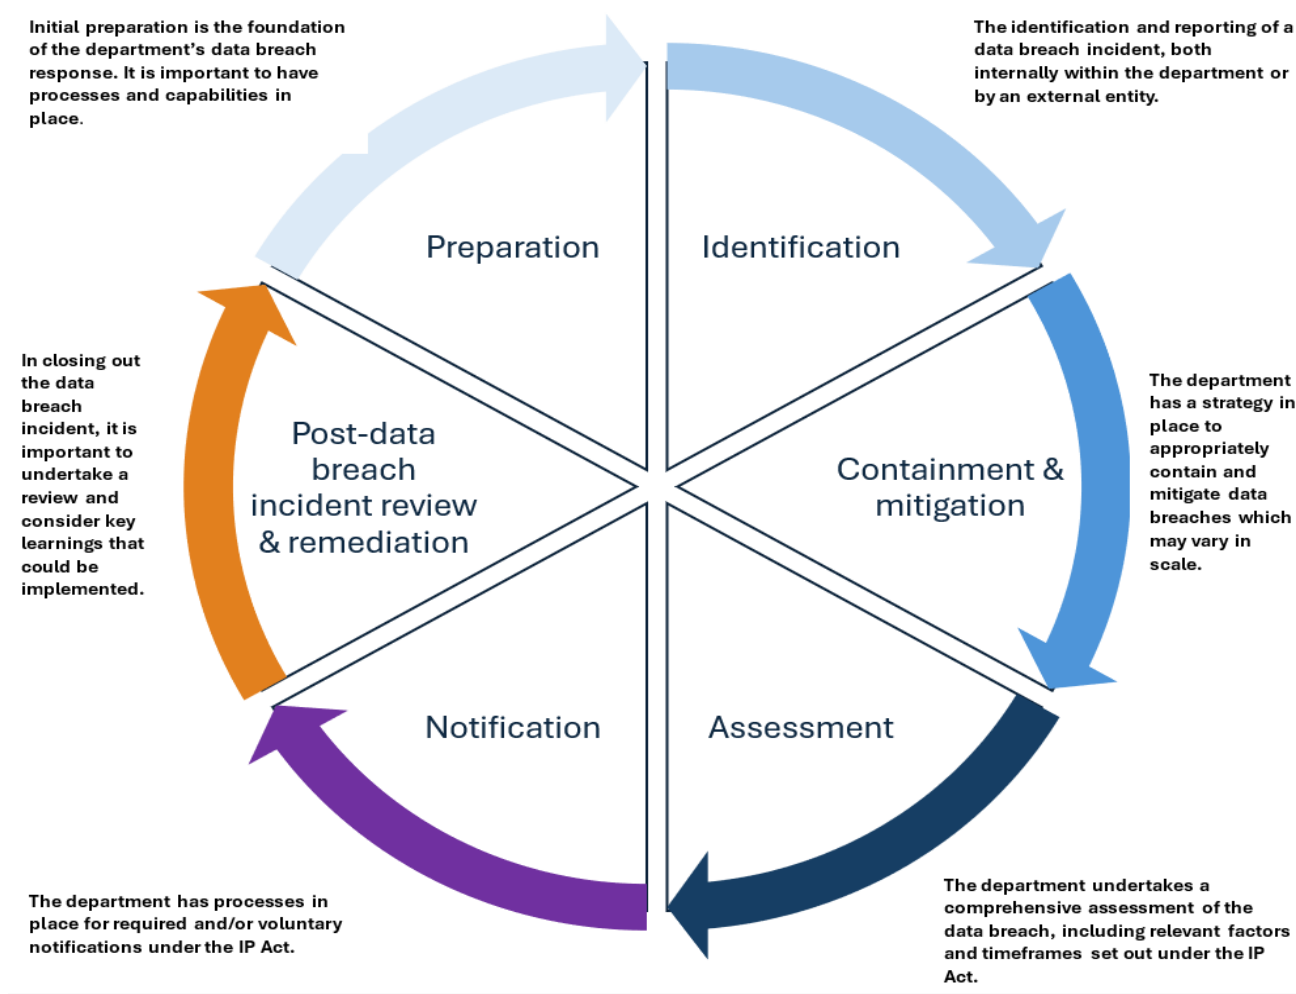 Initial preparation is the foundation
of the department's data breach
response. It is important to have
processes and capabilities in
place.
The identification and reporting of a
data breach incident, both
internally within the department or
by an external entity.
Preparation
Identification
In closing out
the data
breach
incident, it is
important to
undertake a
review and
consider key
learnings that
could be
implemented.
Post-data
breach
incident review
& remediation
Containment &
mitigation
The department
has a strategy in
place to
appropriately
contain and
mitigate data
breaches which
may vary in
scale.
Notification
Assessment
The department has processes in
place for required and/or voluntary
notifications under the IP Act.
The department undertakes a
comprehensive assessment of the
data breach, including relevant factors
and timeframes set out under the IP
Act.